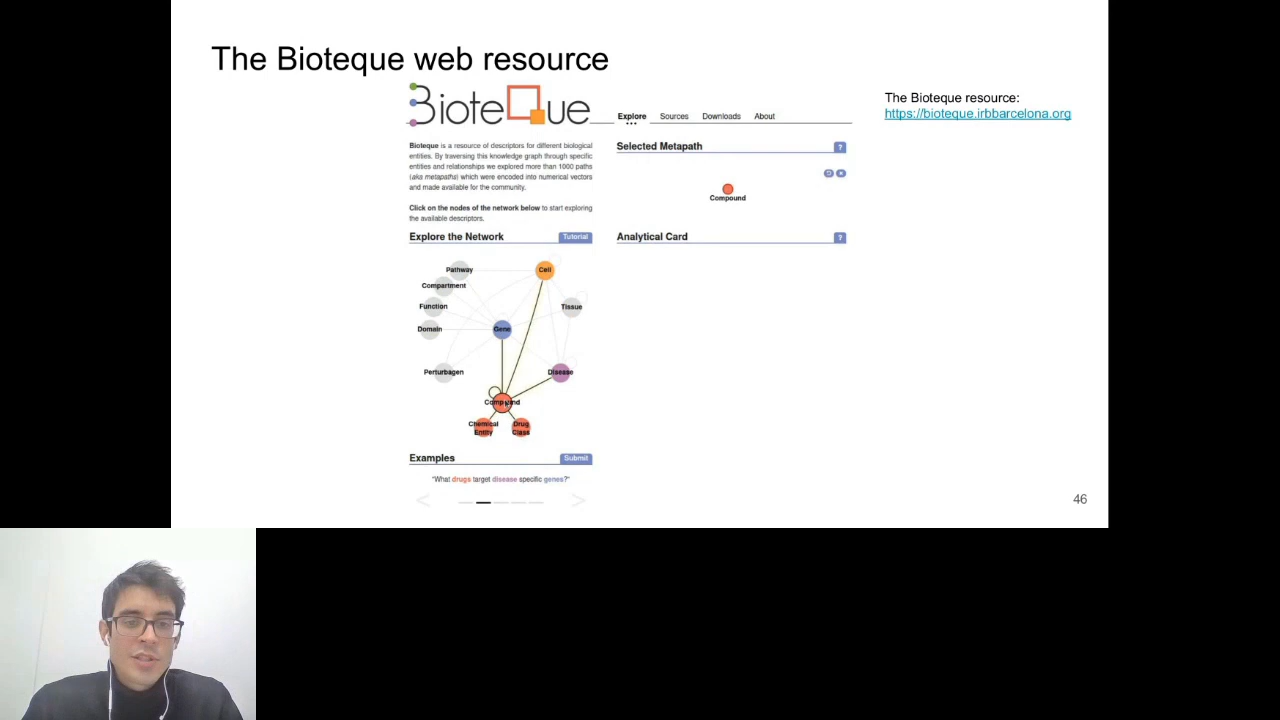 The Bioteque web resource
BioteQue
Explore Sources Downloads About
The Bioteque resource:
https://bioteque.irbbarcelona.org
Bioteque is a resource of descriptors for different biological
entities. By traversing this knowledge graph through specific
entities and relationships we explored more than 1000 paths
(aka metapaths) which were encoded into numerical vectors
and made available for the community.
Click on the nodes of the network below to start exploring
the available descriptors.
Selected Metapath ?
Compound
Explore the Network Tutorial
Analytical Card ?
Pathway
Cell
Compartment
Function
Tissue
Domain
Gene
Perturbagen
Disease
Compound
Chemical
Entity
Drug
Class
Examples Submit
"What drugs target disease specific genes?"
46